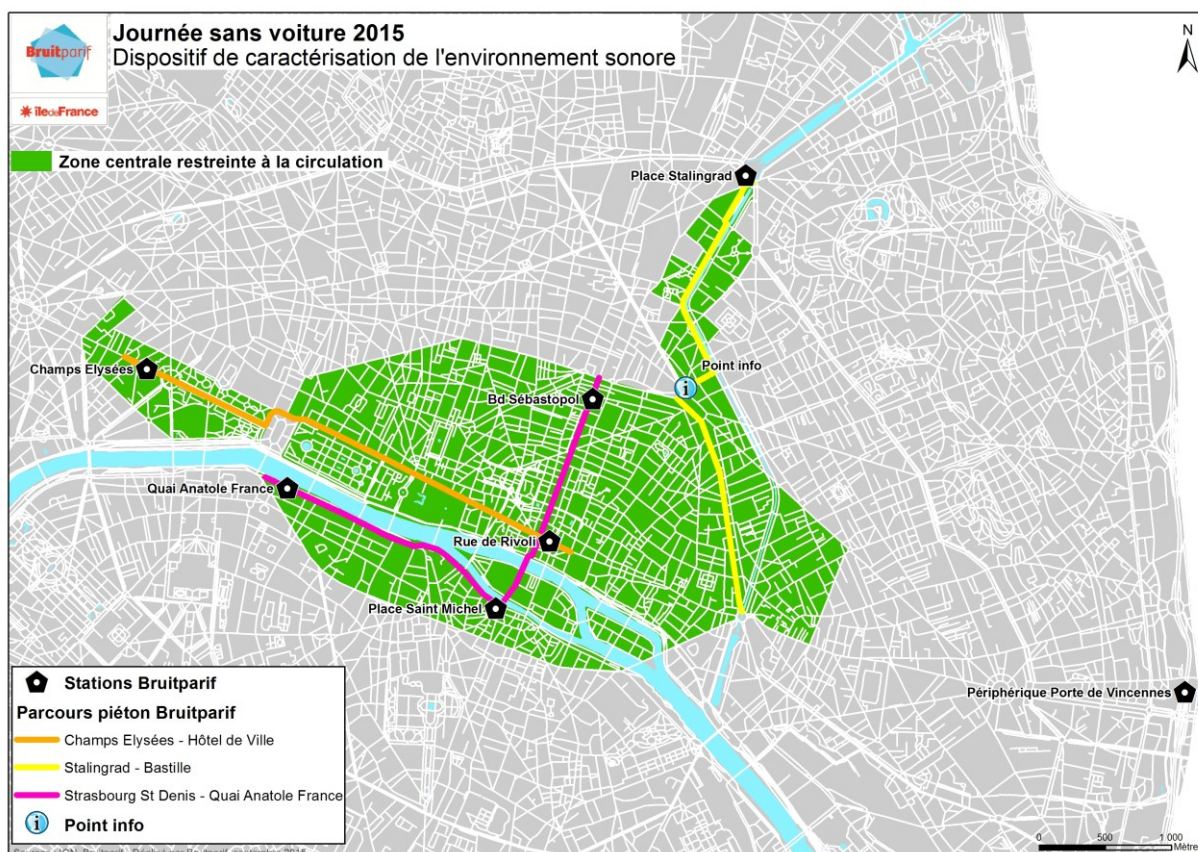 Bruitparif
îledeFrance
Journée sans voiture 2015
Dispositif de caractérisation de l'environnement sonore
N
Zone centrale restreinte à la circulation
Place Stalingrad
Champs Elysées
Point info
i
Bd Sébastopol
Quai Anatole France
Rue de Rivoli
Place Saint Michel
Périphérique Porte de Vincennes
Stations Bruitparif
Parcours piéton Bruitparif
Champs Elysées - Hôtel de Ville
Stalingrad - Bastille
Strasbourg St Denis - Quai Anatole France
i
Point info
0 500 1 000
Mètre